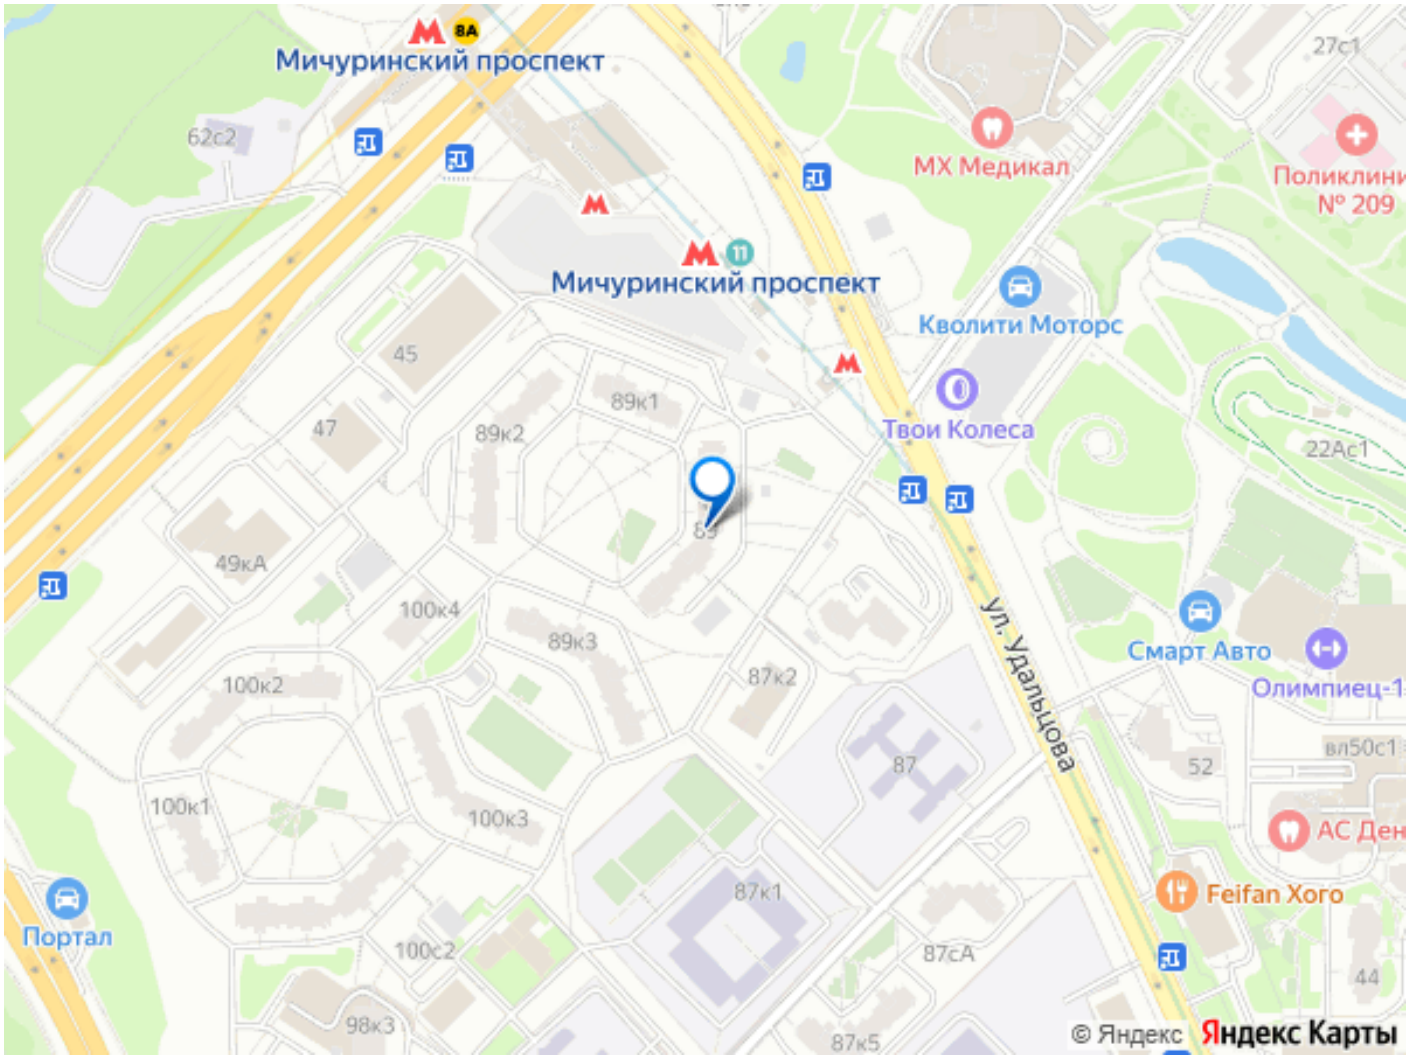 8А
Мичуринский проспект
27с1
62с2
МХ Медикал
Поликлини
№ 209
11
Мичуринский проспект
Кволити Моторс
45
89к1
47
89к2
Твои Колеса
22Ас1
89
49кА
100к4
89к3
ул. Удальцова
Смарт Авто
Олимпиец-1
87к2
100к2
вл50с1
87
52
100к1
100к3
АС Ден
87к1
Feifan Хого
Портал
100с2
87сА
44
98к3
87к5
© Яндекс
Яндекс Карты